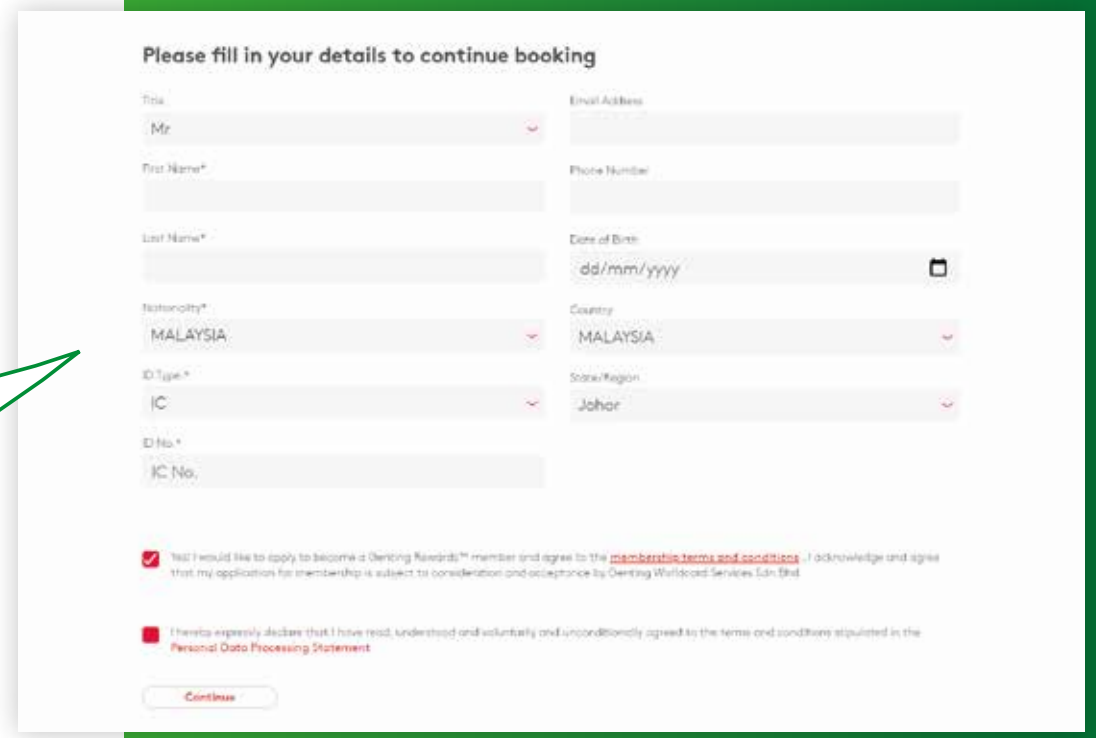 Please fill in your details to continue booking
Title
Mr
First Name*
Last Name*
Nationality*
MALAYSIA
ID Type *
IC
ID No.*
IC No.
Email Address
Phone Number
Date of Birth
dd/mm/yyyy
Country
MALAYSIA
State/Region
Johor
Yes! I would like to apply to become a Genting Rewards™ member and agree to the membership terms and conditions . I acknowledge and agree
that my application for membership is subject to consideration and acceptance by Genting Worldcard Services Sdn Bhd
I hereby expressly declare that I have read, understood and voluntarily and unconditionally agreed to the terms and conditions stipulated in the
Personal Data Processing Statement
Continue